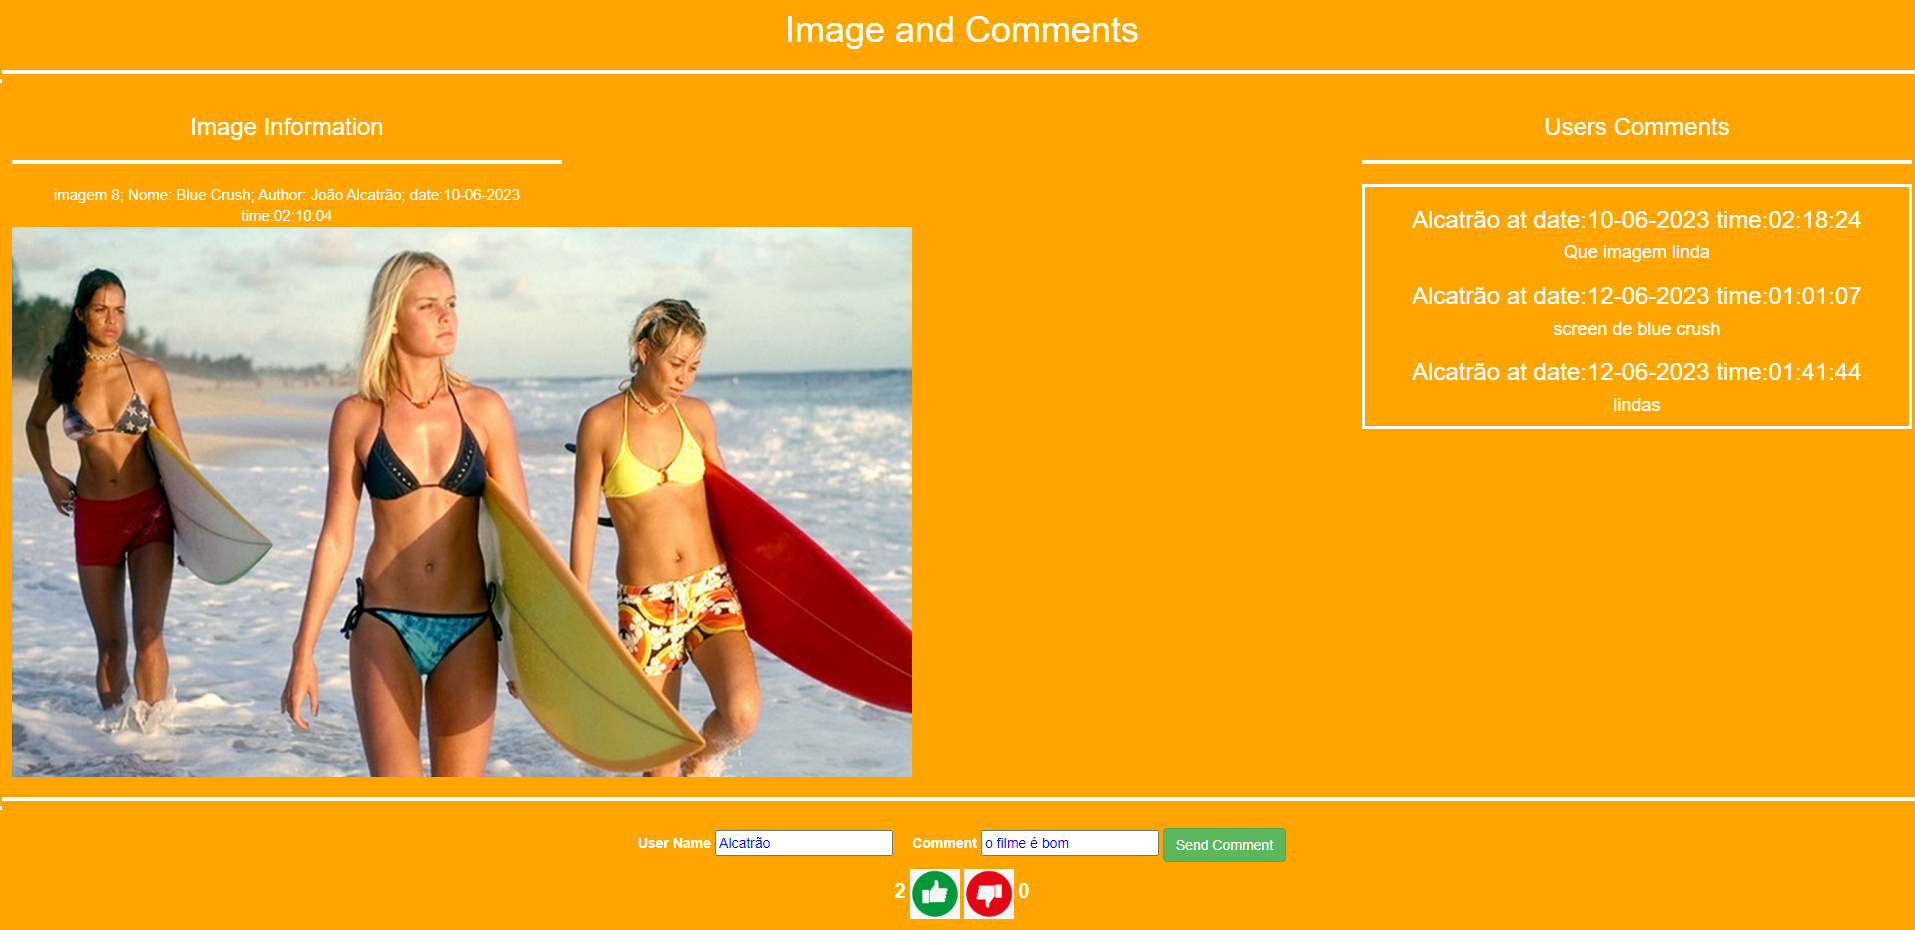 Image and Comments
Image Information
imagem 8; Nome: Blue Crush; Author: João Alcatrão; date:10-06-2023
time:02:10:04
Users Comments
Alcatrão at date:10-06-2023 time:02:18:24
Que imagem linda
Alcatrão at date:12-06-2023 time:01:01:07
screen de blue crush
Alcatrão at date:12-06-2023 time:01:41:44
lindas
User Name Alcatrão Comment o filme é bom Send Comment
2 0